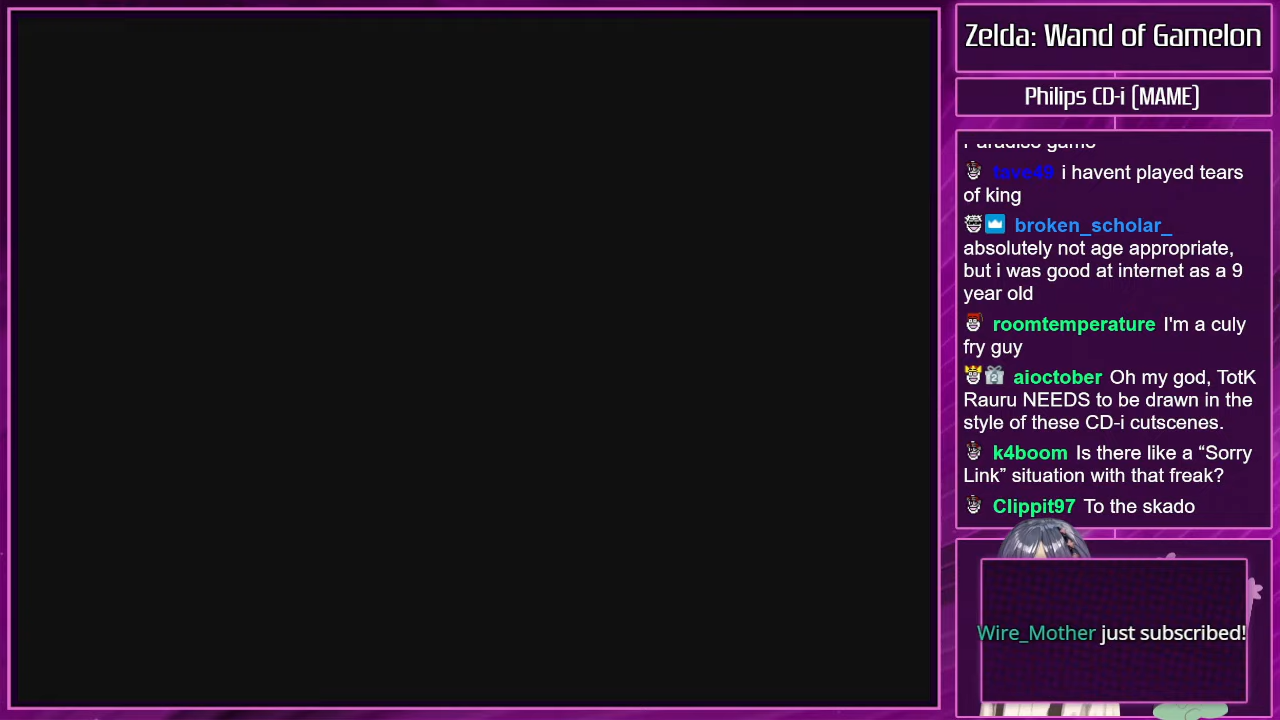 Zelda: Wand of Gamelon
Philips CD-i [MAME]
Paradise game
tave49 i havent played tears
of king
broken_scholar_
absolutely not age appropriate,
but i was good at internet as a 9
year old
roomtemperature I'm a culy
fry guy
aioctober Oh my god, TotK
Rauru NEEDS to be drawn in the
style of these CD-i cutscenes.
k4boom Is there like a “Sorry
Link” situation with that freak?
Clippit97 To the skado
Wire_Mother just subscribed!